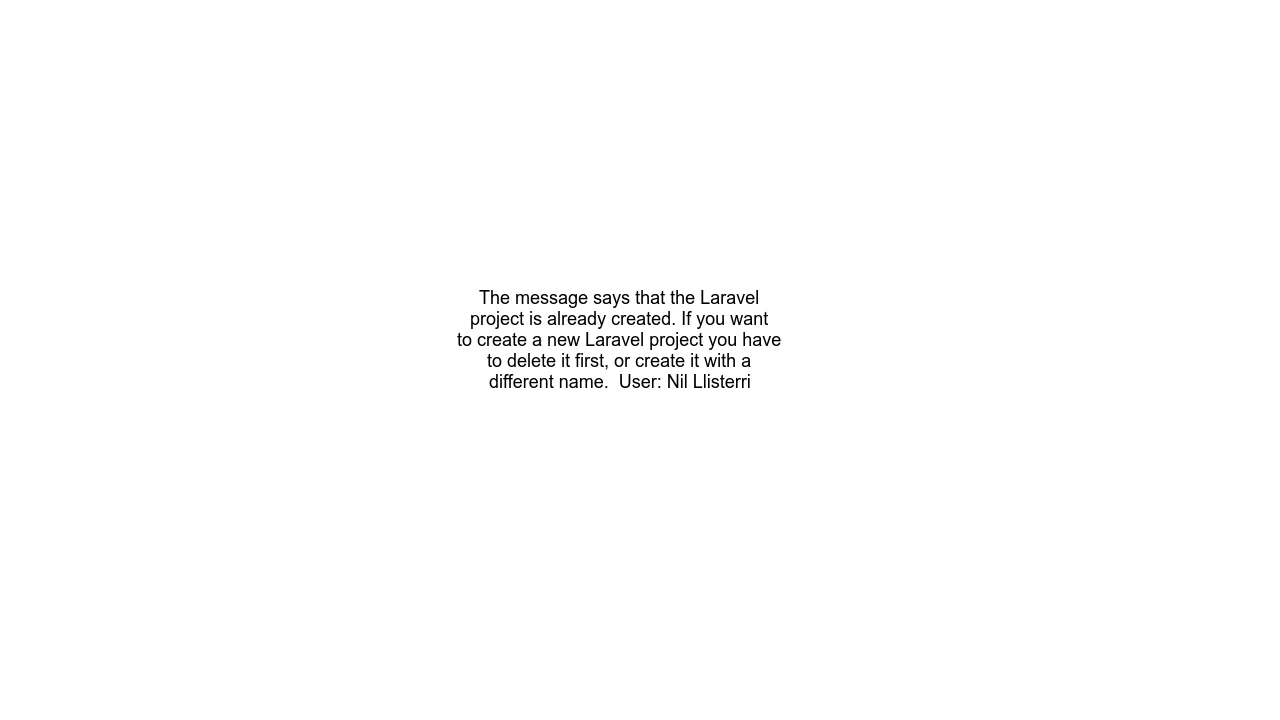 The message says that the Laravel
project is already created. If you want
to create a new Laravel project you have
to delete it first, or create it with a
different name.  User: Nil Llisterri